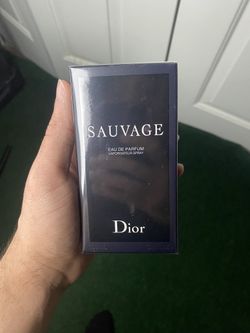 SAUVAGE
EAU DE PARFUM
VAPORISATEUR SPRAY
Dior